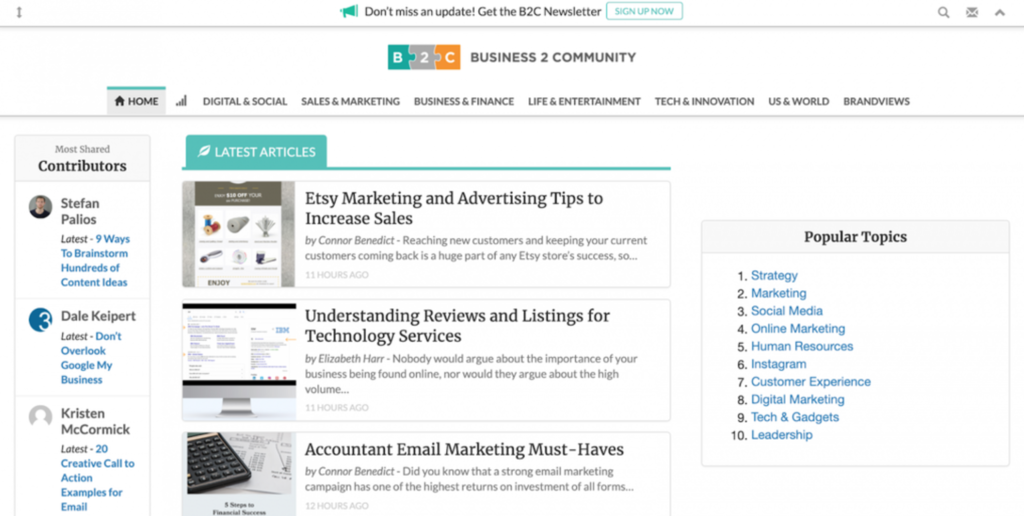 Don't miss an update! Get the B2C Newsletter SIGN UP NOW
B 2 C BUSINESS 2 COMMUNITY
HOME DIGITAL & SOCIAL SALES & MARKETING BUSINESS & FINANCE LIFE & ENTERTAINMENT TECH & INNOVATION US & WORLD BRANDVIEWS
Most Shared
Contributors
Stefan
Palios
Latest - 9 Ways
To Brainstorm
Hundreds of
Content Ideas
Dale Keipert
Latest - Don't
Overlook
Google My
Business
Kristen
McCormick
Latest - 20
Creative Call to
Action
Examples for
Email
LATEST ARTICLES
ENJOY
Etsy Marketing and Advertising Tips to
Increase Sales
by Connor Benedict - Reaching new customers and keeping your current
customers coming back is a huge part of any Etsy store's success, so...
11 HOURS AGO
IBM
Understanding Reviews and Listings for
Technology Services
by Elizabeth Harr - Nobody would argue about the importance of your
business being found online, nor would they argue about the high
volume...
11 HOURS AGO
5 Steps to
Financial Success
Accountant Email Marketing Must-Haves
by Connor Benedict - Did you know that a strong email marketing
campaign has one of the highest returns on investment of all forms...
12 HOURS AGO
Popular Topics
1. Strategy
2. Marketing
3. Social Media
4. Online Marketing
5. Human Resources
6. Instagram
7. Customer Experience
8. Digital Marketing
9. Tech & Gadgets
10. Leadership